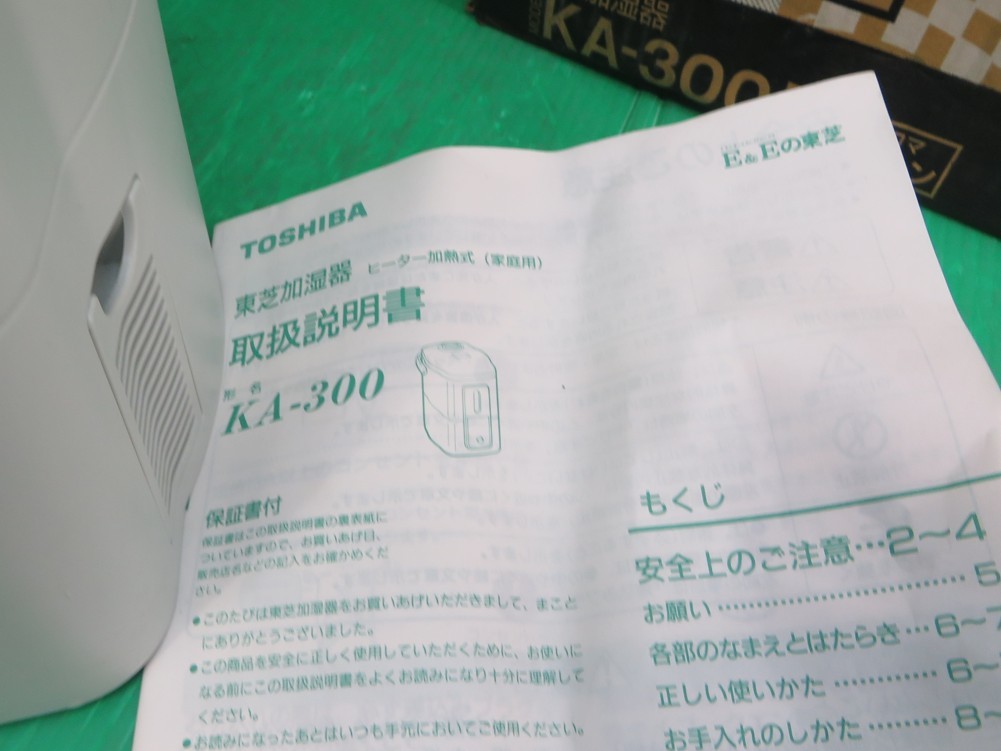 加湿器
KA-300
マ
ン
E&Eの東芝
TOSHIBA
東芝加湿器 ヒーター加熱式（家庭用）
取扱説明書
形名
KA-300
保証書付
保証書はこの取扱説明書の裏表紙に
ついていますので、お買いあげ日、
販売店名などの記入をお確かめくだ
さい。
●このたびは東芝加湿器をお買いあげいただきまして、まこと
にありがとうございました。
●この商品を安全に正しく使用していただくために、お使いに
なる前にこの取扱説明書をよくお読みになり十分に理解して
ください。
●お読みになったあとはいつも手元においてご使用ください。
もくじ
安全上のご注意…2〜4
お願い………………………5
各部のなまえとはたらき…6〜7
正しい使いかた…………6〜
お手入れのしかた………8〜